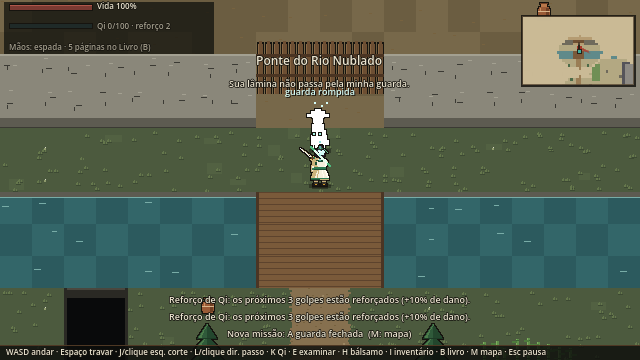 Vida 100%
Qi 0/100 · reforço 2
Mãos: espada · 5 páginas no Livro (B)
Ponte do Rio Nublado
Sua lâmina não passa pela minha guarda.
guarda rompida
Reforço de Qi: os próximos 3 golpes estão reforçados (+10% de dano).
Reforço de Qi: os próximos 3 golpes estão reforçados (+10% de dano).
Nova missão: A guarda fechada (M: mapa)
WASD andar · Espaço travar · J/clique esq. corte · L/clique dir. passo · K Qi · E examinar · H bálsamo · I inventário · B livro · M mapa · Esc pausa